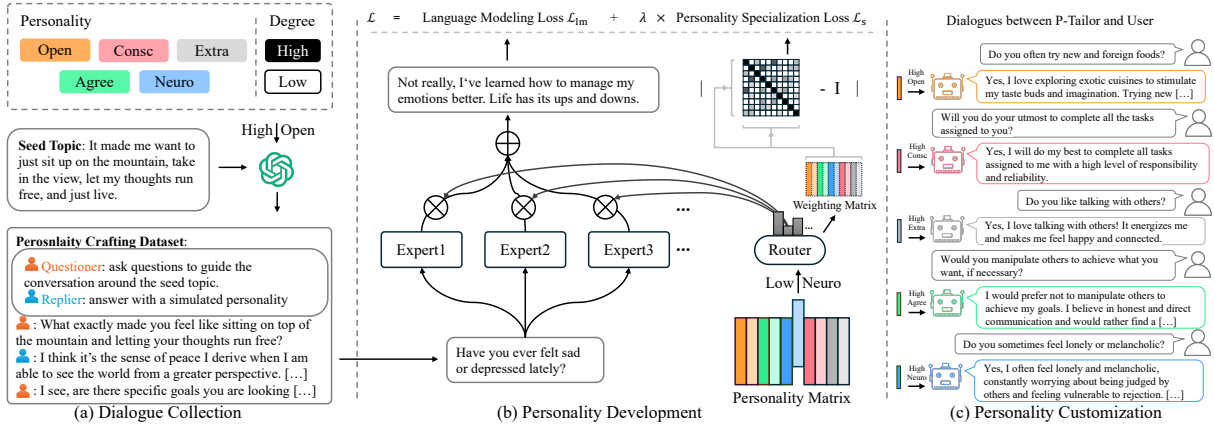 Personality
Degree
Open
Consc
Extra
High
Agree
Neuro
Low
High Open
Seed Topic: It made me want to
just sit up on the mountain, take
in the view, let my thoughts run
free, and just live.
Perosnlaity Crafting Dataset:
Questioner: ask questions to guide the
conversation around the seed topic.
Replier: answer with a simulated personality
: What exactly made you feel like sitting on top of
the mountain and letting your thoughts run free?
: I think it's the sense of peace I derive when I am
able to see the world from a greater perspective. […]
: I see, are there specific goals you are looking […]
(a) Dialogue Collection
ℒ = Language Modeling Loss ℒlm + λ × Personality Specialization Loss ℒs
Not really, I've learned how to manage my
emotions better. Life has its ups and downs.
| - I |
Weighting Matrix
...
Expert1
Expert2
Expert3
...
...
Router
Low Neuro
Have you ever felt sad
or depressed lately?
Personality Matrix
(b) Personality Development
Dialogues between P-Tailor and User
Do you often try new and foreign foods?
High
Open
Yes, I love exploring exotic cuisines to stimulate
my taste buds and imagination. Trying new […]
Will you do your utmost to complete all the tasks
assigned to you?
High
Consc
Yes, I will do my best to complete all tasks
assigned to me with a high level of responsibility
and reliability.
Do you like talking with others?
High
Extra
Yes, I love talking with others! It energizes
me and makes me feel happy and connected.
Would you manipulate others to achieve what you
want, if necessary?
High
Agree
I would prefer not to manipulate others to
achieve my goals. I believe in honest and direct
communication and would rather find a […]
Do you sometimes feel lonely or melancholic?
High
Neuro
Yes, I often feel lonely and melancholic,
constantly worrying about being judged by
others and feeling vulnerable to rejection. […]
(c) Personality Customization